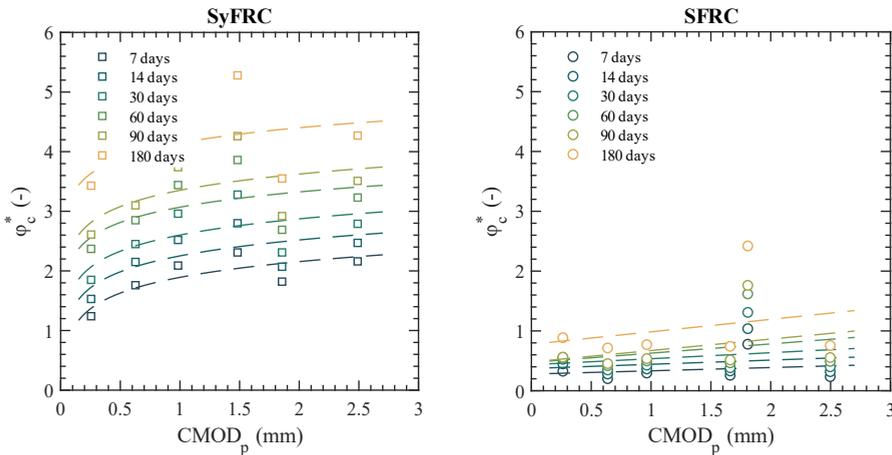 SyFRC
6
5
4
3
2
1
0
7 days
14 days
30 days
60 days
90 days
180 days
φ*c (-)
0 0.5 1 1.5 2 2.5 3
CMODp (mm)
SFRC
6
5
4
3
2
1
0
7 days
14 days
30 days
60 days
90 days
180 days
φ*c (-)
0 0.5 1 1.5 2 2.5 3
CMODp (mm)